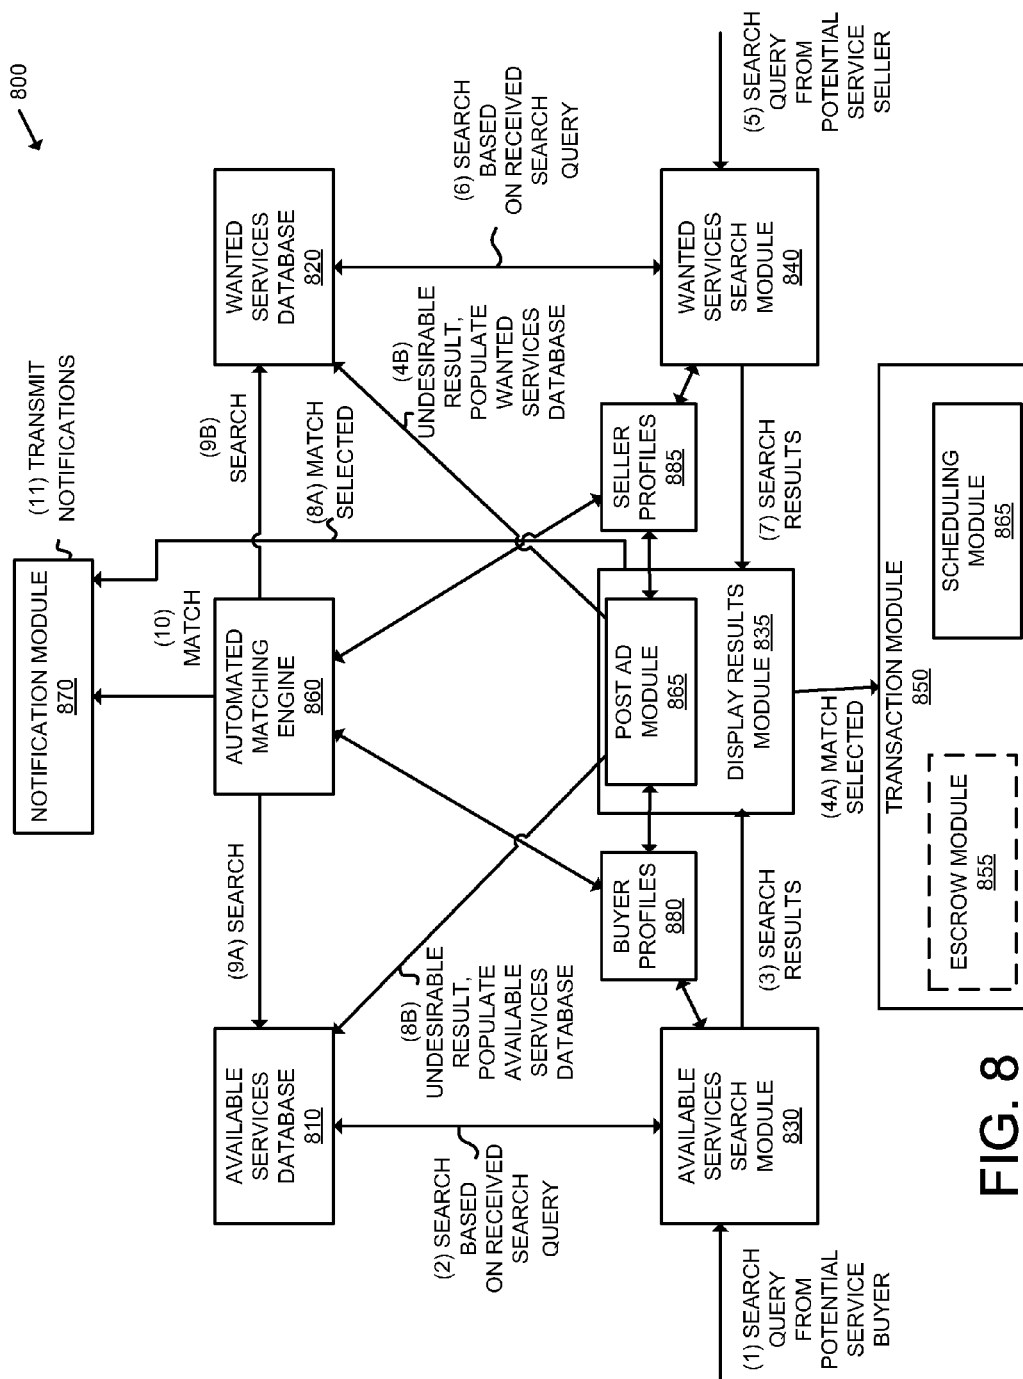 800
(11) TRANSMIT
NOTIFICATIONS
NOTIFICATION MODULE
870
(10)
MATCH
(8A) MATCH
SELECTED
(9A) SEARCH
(9B)
SEARCH
AVAILABLE
SERVICES
DATABASE
810
AUTOMATED
MATCHING
ENGINE
860
WANTED
SERVICES
DATABASE
820
(2) SEARCH
BASED
ON RECEIVED
SEARCH
QUERY
(8B)
UNDESIRABLE
RESULT,
POPULATE
AVAILABLE
SERVICES
DATABASE
(4B)
UNDESIRABLE
RESULT,
POPULATE
WANTED
SERVICES
DATABASE
(6) SEARCH
BASED
ON RECEIVED
SEARCH
QUERY
BUYER
PROFILES
880
POST AD
MODULE
865
SELLER
PROFILES
885
DISPLAY RESULTS
MODULE 835
(1) SEARCH
QUERY
FROM
POTENTIAL
SERVICE
BUYER
AVAILABLE
SERVICES
SEARCH
MODULE
830
(3) SEARCH
RESULTS
(7) SEARCH
RESULTS
WANTED
SERVICES
SEARCH
MODULE
840
(5) SEARCH
QUERY
FROM
POTENTIAL
SERVICE
SELLER
(4A) MATCH
SELECTED
TRANSACTION MODULE
850
ESCROW MODULE
855
SCHEDULING
MODULE
865
FIG. 8